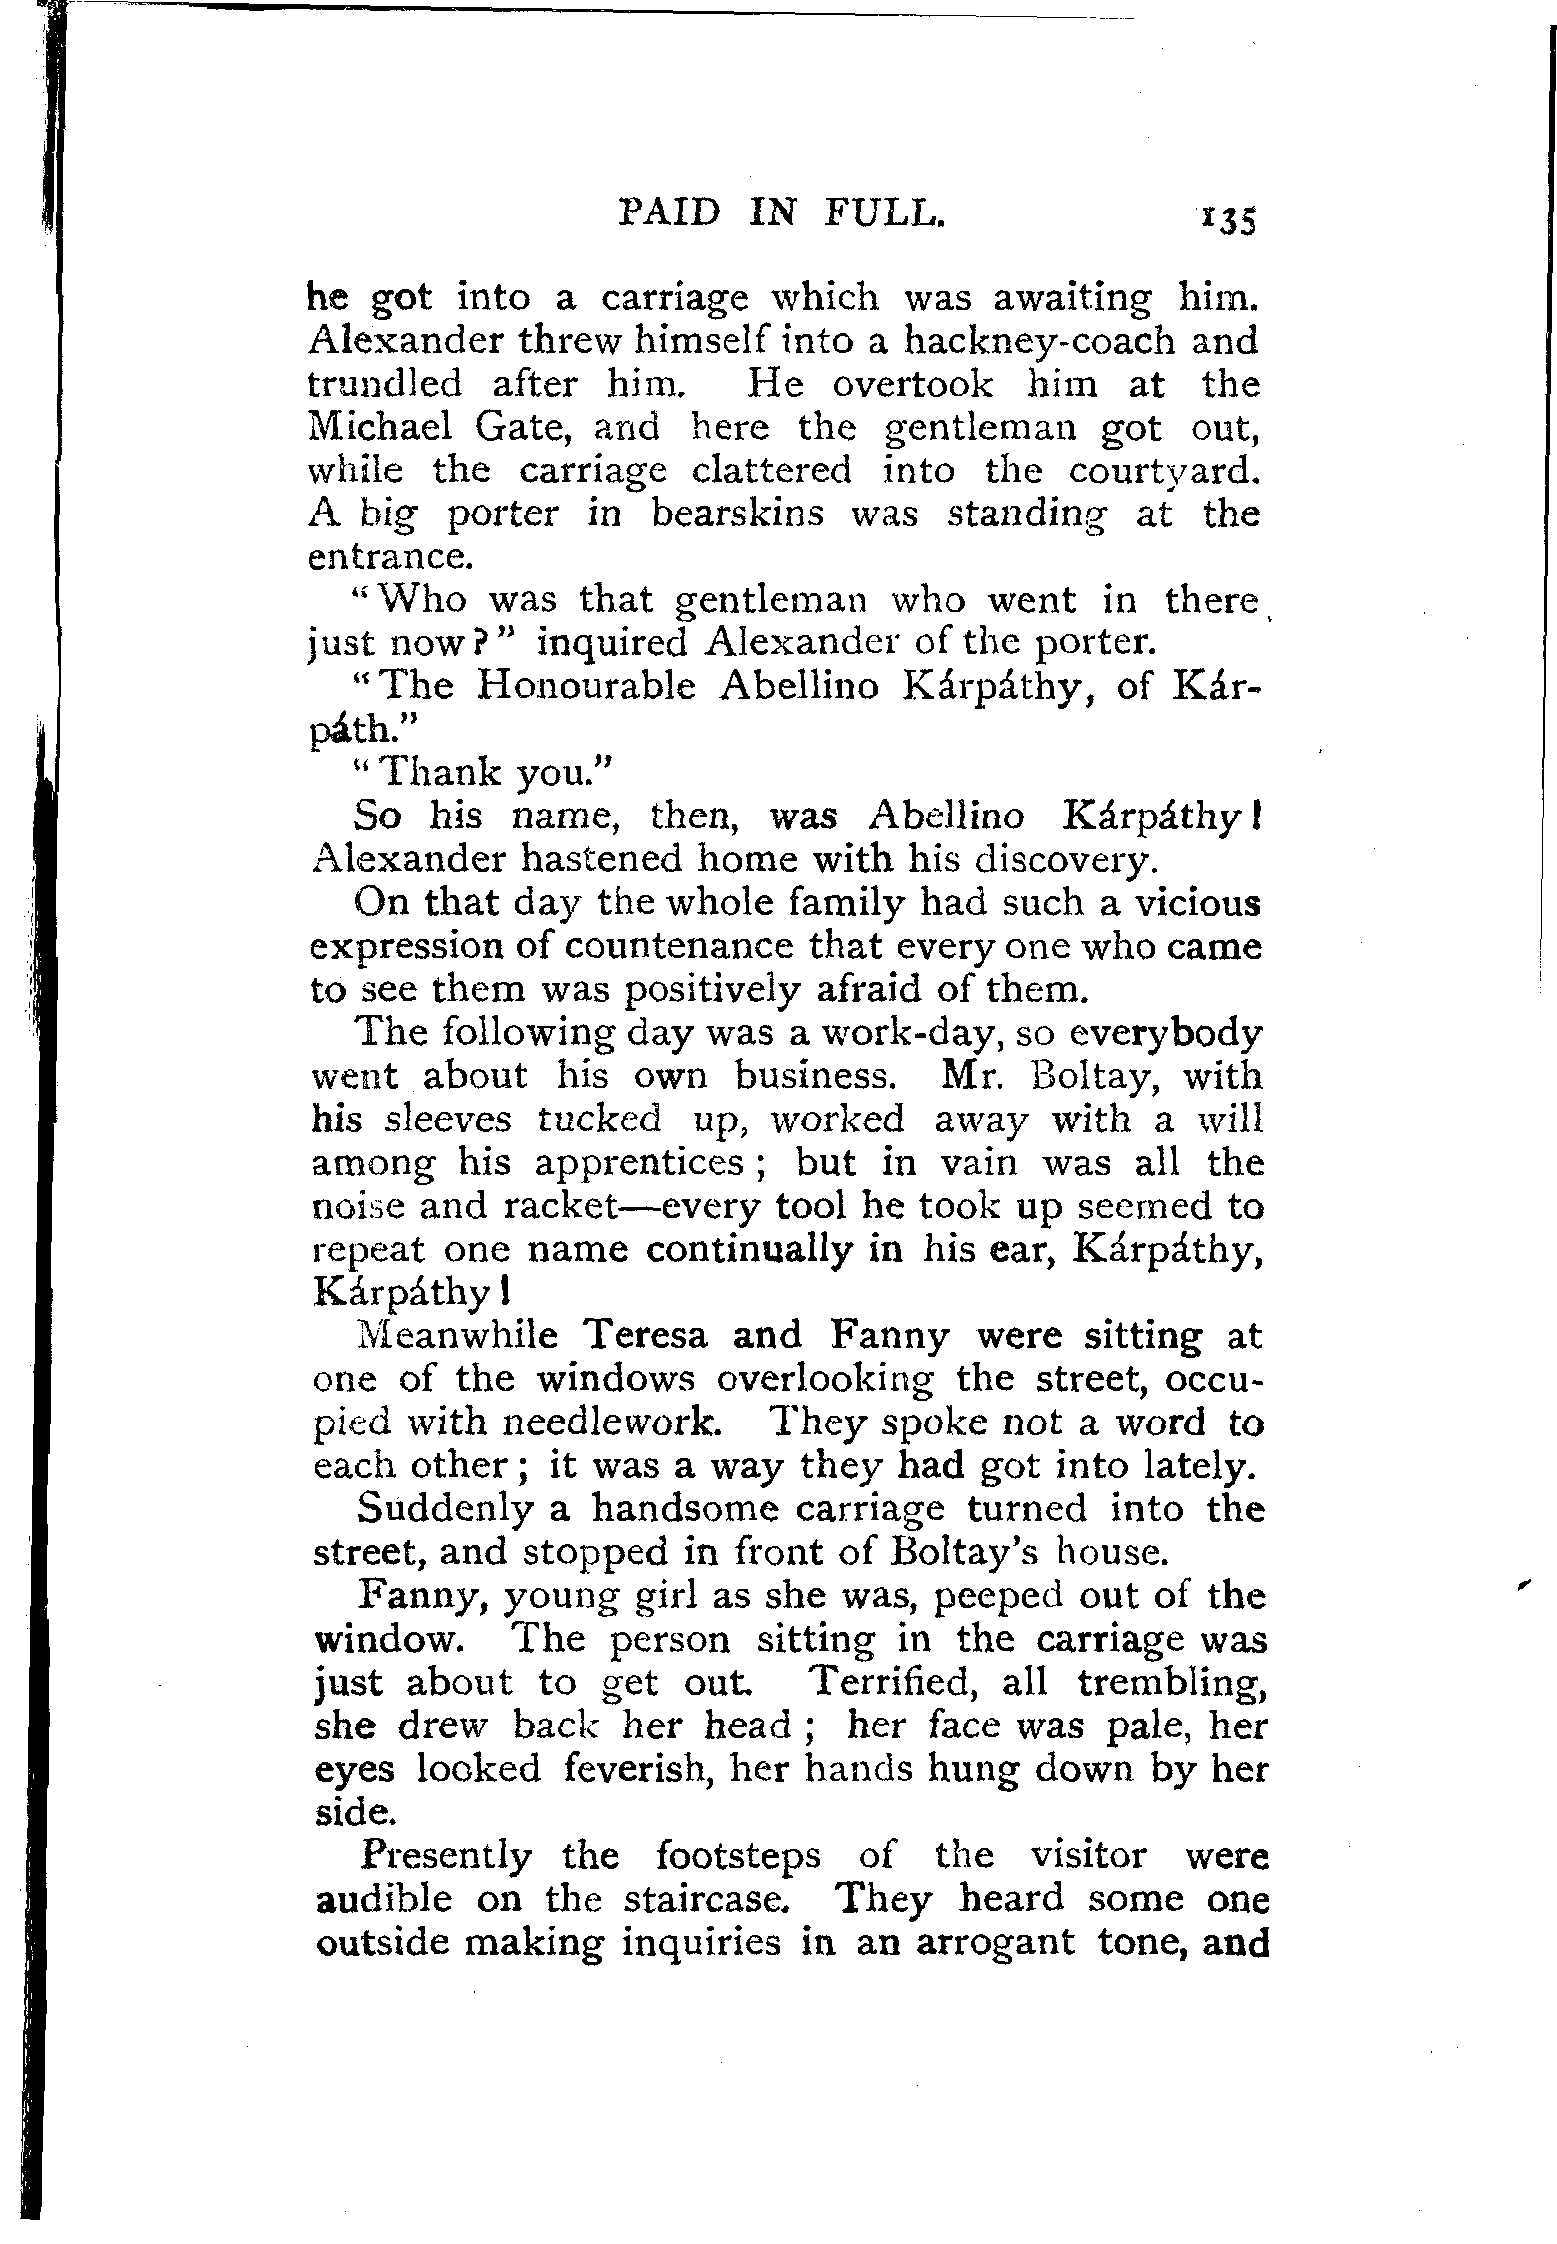 PAID IN FULL. 135
he got into a carriage which was awaiting him.
Alexander threw himself into a hackney-coach and
trundled after him. He overtook him at the
Michael Gate, and here the gentleman got out,
while the carriage clattered into the courtyard.
A big porter in bearskins was standing at the
entrance.
"Who was that gentleman who went in there
just now?" inquired Alexander of the porter.
"The Honourable Abellino Kárpáthy, of Kár-
páth."
"Thank you."
So his name, then, was Abellino Kárpáthy!
Alexander hastened home with his discovery.
On that day the whole family had such a vicious
expression of countenance that every one who came
to see them was positively afraid of them.
The following day was a work-day, so everybody
went about his own business. Mr. Boltay, with
his sleeves tucked up, worked away with a will
among his apprentices; but in vain was all the
noise and racket—every tool he took up seemed to
repeat one name continually in his ear, Kárpáthy,
Kárpáthy!
Meanwhile Teresa and Fanny were sitting at
one of the windows overlooking the street, occu-
pied with needlework. They spoke not a word to
each other; it was a way they had got into lately.
Suddenly a handsome carriage turned into the
street, and stopped in front of Boltay's house.
Fanny, young girl as she was, peeped out of the
window. The person sitting in the carriage was
just about to get out. Terrified, all trembling,
she drew back her head; her face was pale, her
eyes looked feverish, her hands hung down by her
side.
Presently the footsteps of the visitor were
audible on the staircase. They heard some one
outside making inquiries in an arrogant tone, and